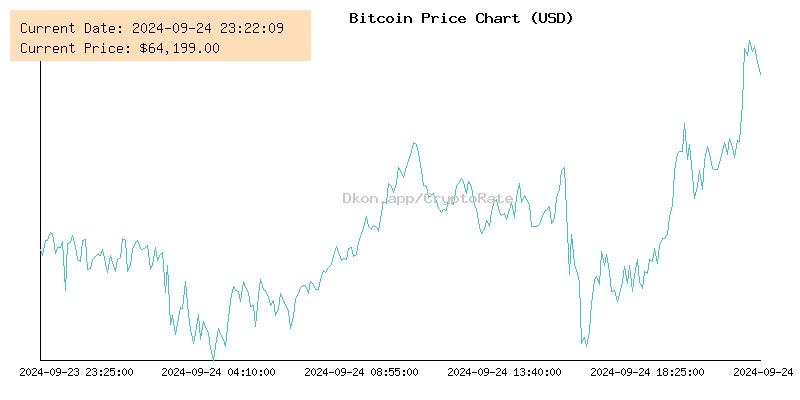 Bitcoin Price Chart (USD)
Current Date: 2024-09-24 23:22:09
Current Price: $64,199.00
Dkon.app/CryptoRate
2024-09-23 23:25:00 2024-09-24 04:10:00 2024-09-24 08:55:00 2024-09-24 13:40:00 2024-09-24 18:25:00 2024-09-24